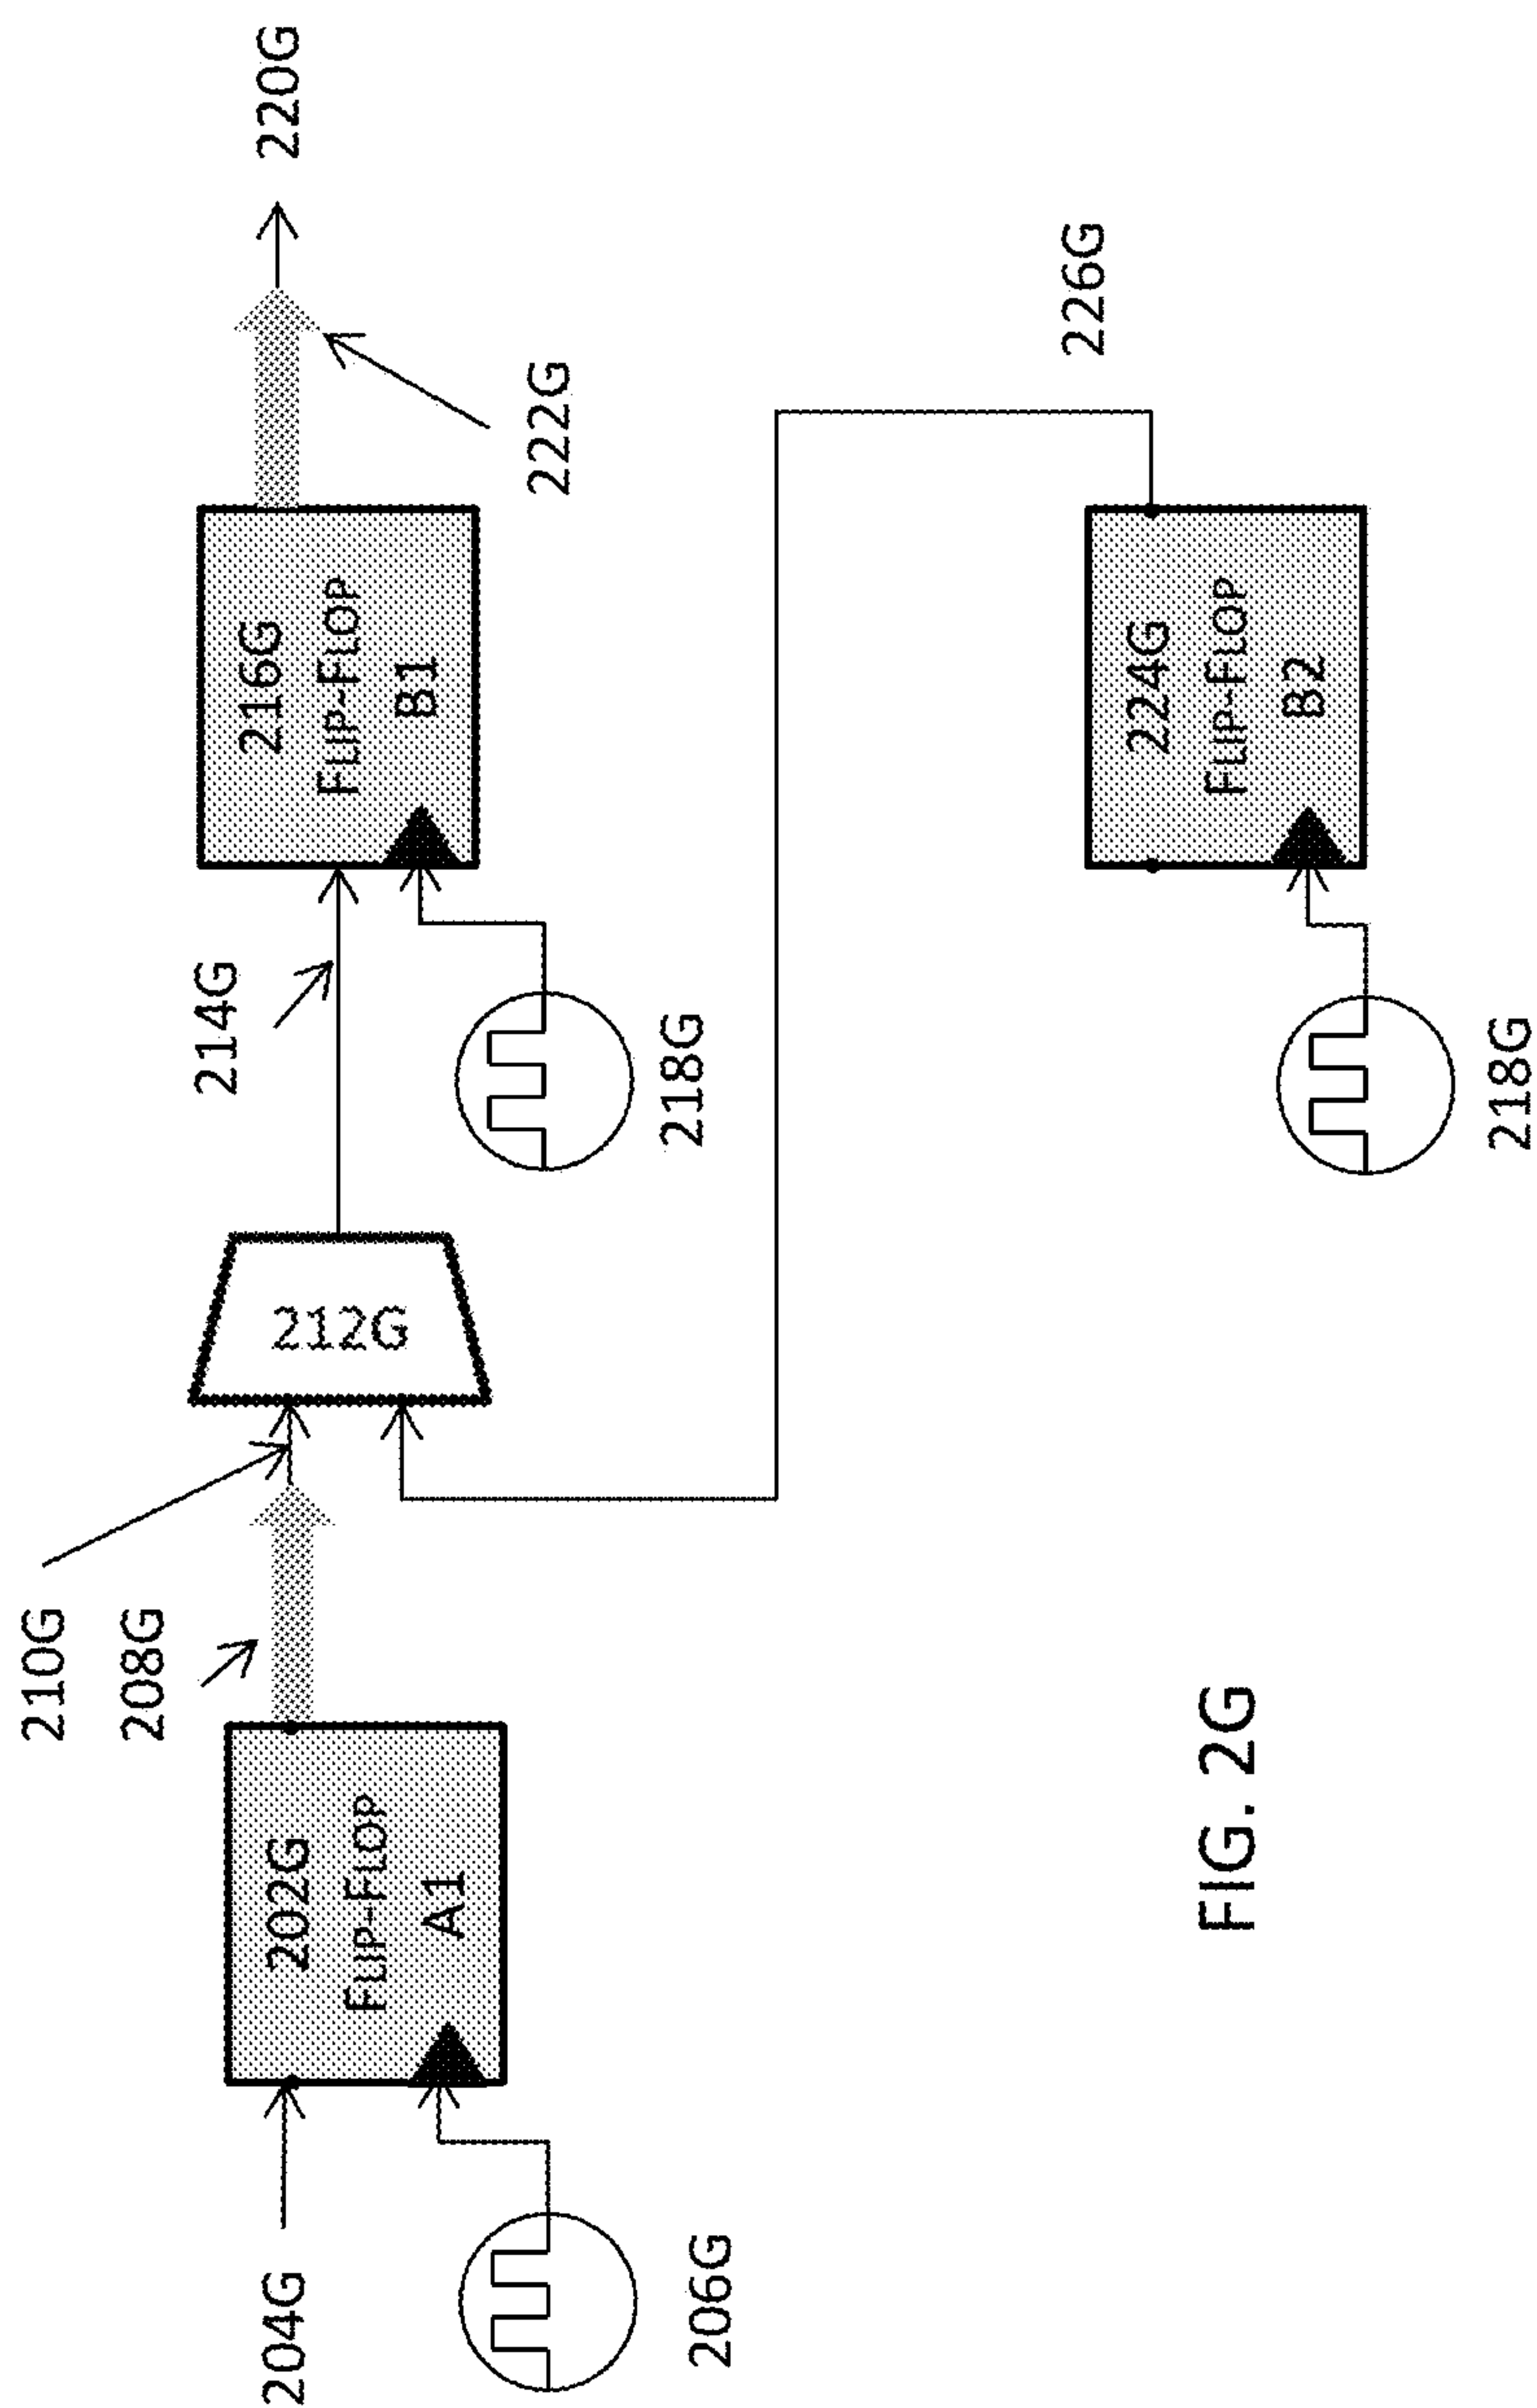 210G
208G
214G
220G
204G
202G
FLIP-FLOP
A1
212G
216G
FLIP-FLOP
B1
222G
206G
218G
226G
224G
FLIP-FLOP
B2
218G
FIG. 2G